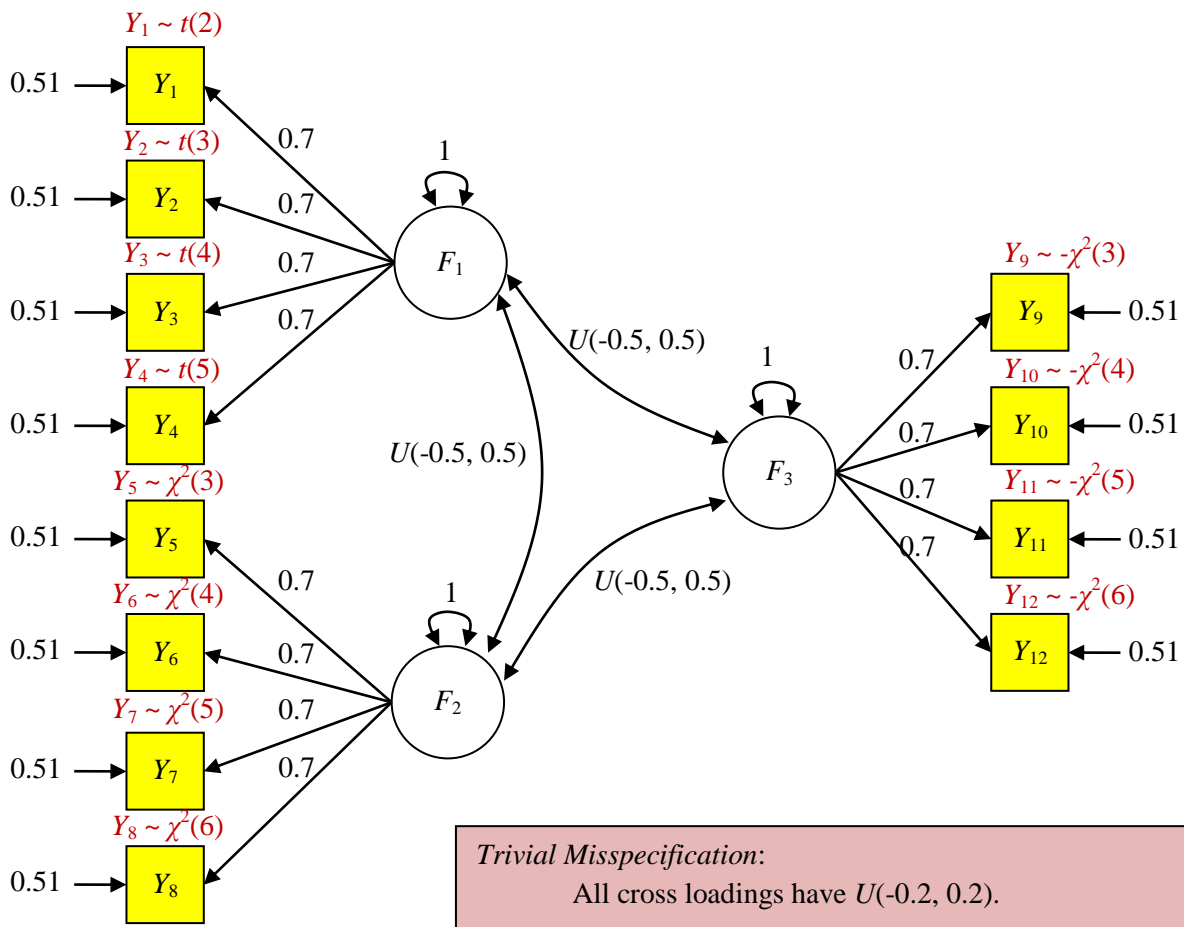 Y₁ ~ t(2)
0.51
Y₁
0.7
Y₂ ~ t(3)
0.51
Y₂
0.7
Y₃ ~ t(4)
0.51
Y₃
0.7
Y₄ ~ t(5)
0.51
Y₄
0.7
1
F₁
U(-0.5, 0.5)
U(-0.5, 0.5)
U(-0.5, 0.5)
Y₅ ~ χ²(3)
0.51
Y₅
0.7
Y₆ ~ χ²(4)
0.51
Y₆
0.7
Y₇ ~ χ²(5)
0.51
Y₇
0.7
Y₈ ~ χ²(6)
0.51
Y₈
0.7
1
F₂
1
F₃
Y₉ ~ -χ²(3)
0.7
Y₉
0.51
Y₁₀ ~ -χ²(4)
0.7
Y₁₀
0.51
Y₁₁ ~ -χ²(5)
0.7
Y₁₁
0.51
Y₁₂ ~ -χ²(6)
0.7
Y₁₂
0.51
Trivial Misspecification:
All cross loadings have U(-0.2, 0.2).